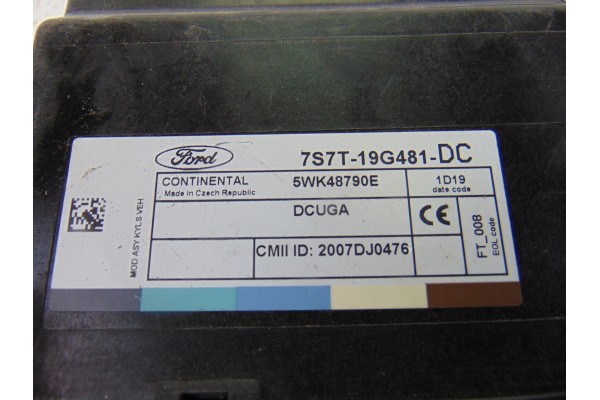 Ford 7S7T-19G481-DC
CONTINENTAL 5WK48790E 1D19
Made in Czech Republic date code
DCUGA CE
CMII ID: 2007DJ0476
MOD ASY KYLS VEH
FT_008
EOL code